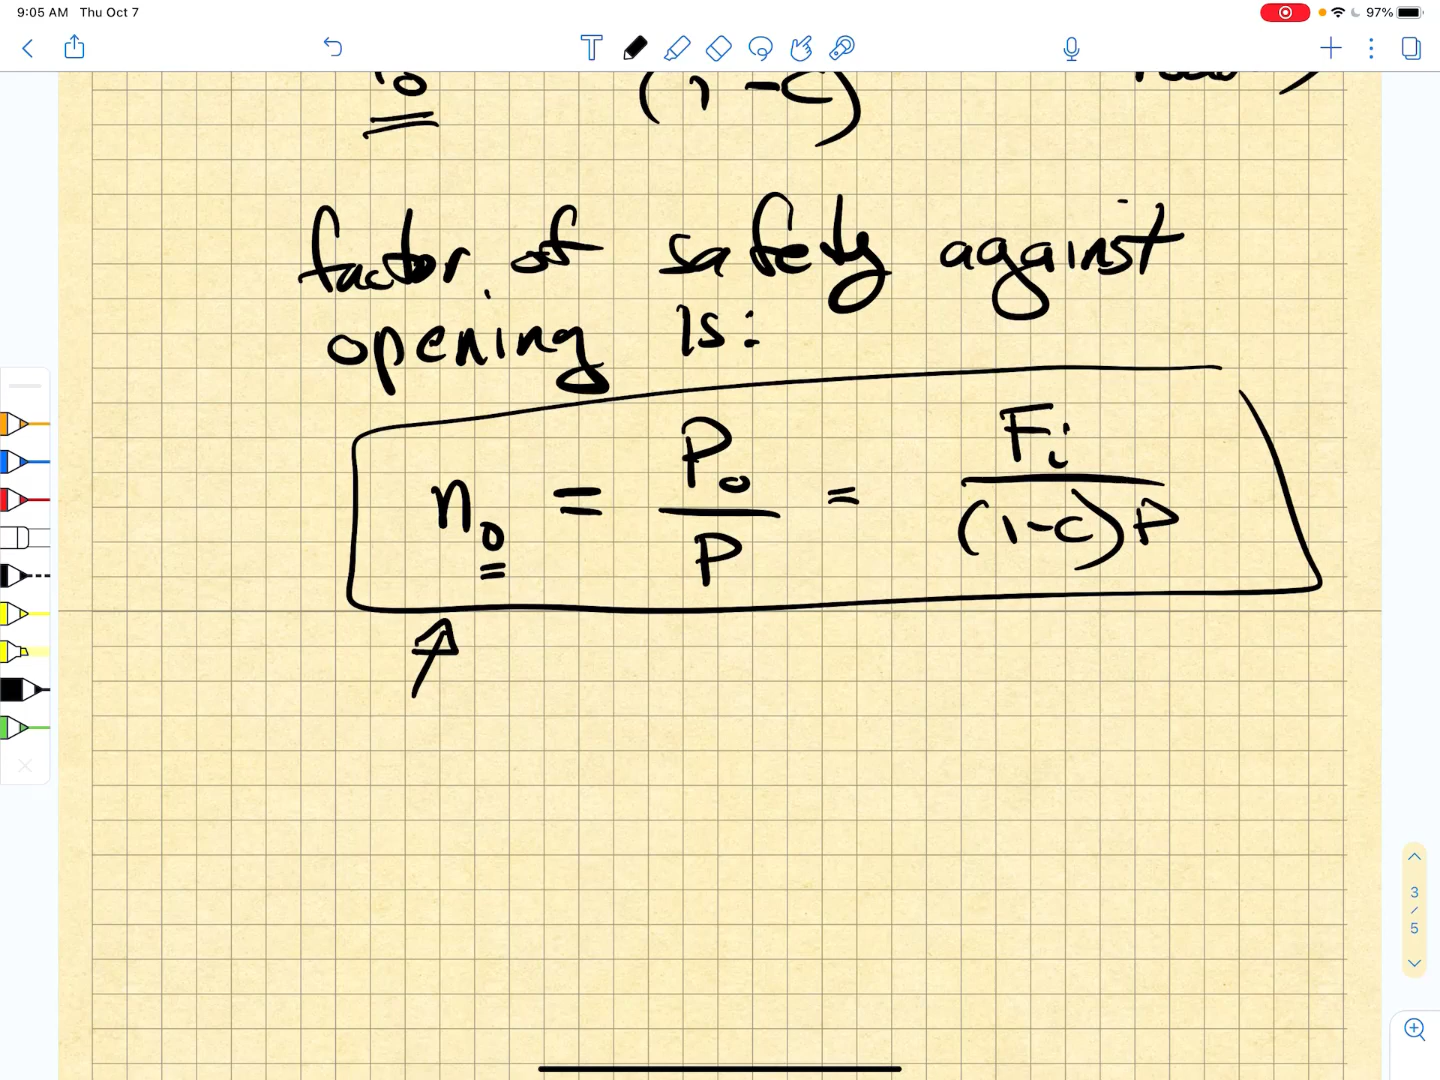 9:05 AM Thu Oct 7
97%
(1-C)
factor of safety against
opening is:
n₀ = P₀/P = Fᵢ/((1-C)P)
3
/
5